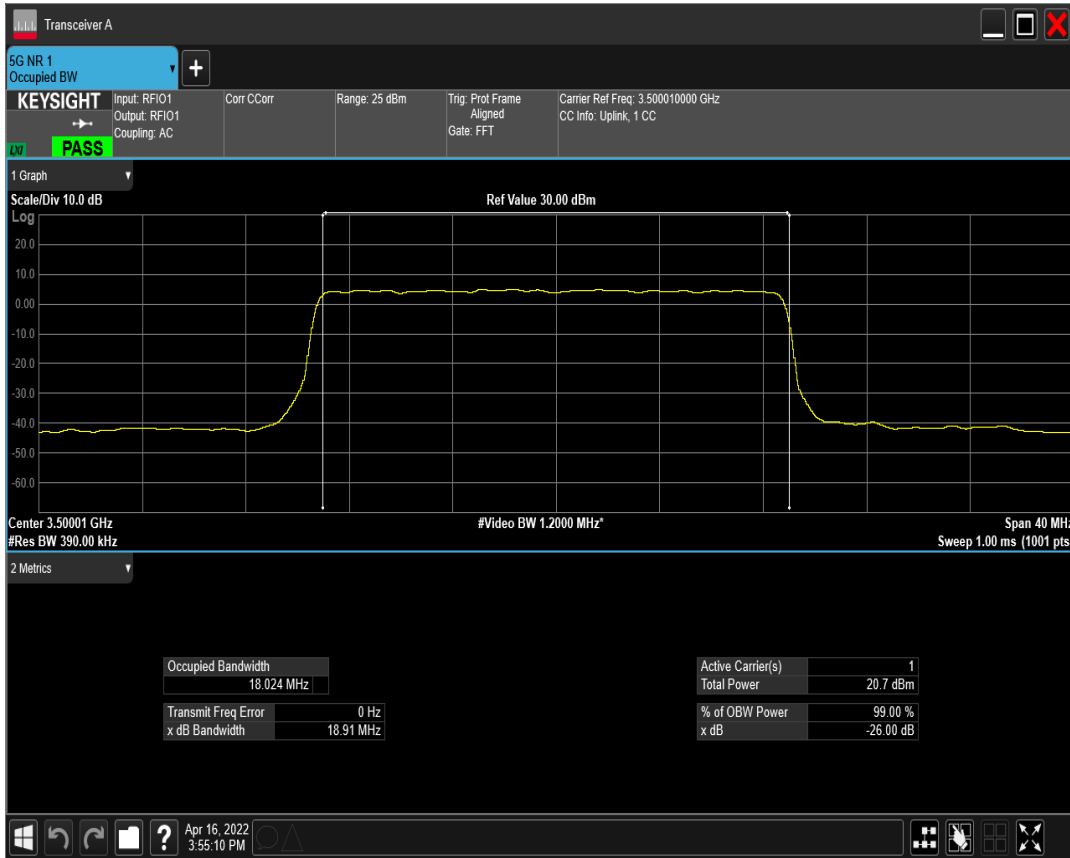 Transceiver A
5G NR 1
Occupied BW
+
KEYSIGHT
LXI
PASS
Input: RFIO1
Output: RFIO1
Coupling: AC
Corr CCorr
Range: 25 dBm
Trig: Prot Frame
Aligned
Gate: FFT
Carrier Ref Freq: 3.500010000 GHz
CC Info: Uplink, 1 CC
1 Graph
Scale/Div 10.0 dB
Ref Value 30.00 dBm
Log
20.0
10.0
0.00
-10.0
-20.0
-30.0
-40.0
-50.0
-60.0
Center 3.50001 GHz
#Video BW 1.2000 MHz*
Span 40 MHz
#Res BW 390.00 kHz
Sweep 1.00 ms (1001 pts
2 Metrics
Occupied Bandwidth
18.024 MHz
Transmit Freq Error 0 Hz
x dB Bandwidth 18.91 MHz
Active Carrier(s) 1
Total Power 20.7 dBm
% of OBW Power 99.00 %
x dB -26.00 dB
?
Apr 16, 2022
3:55:10 PM